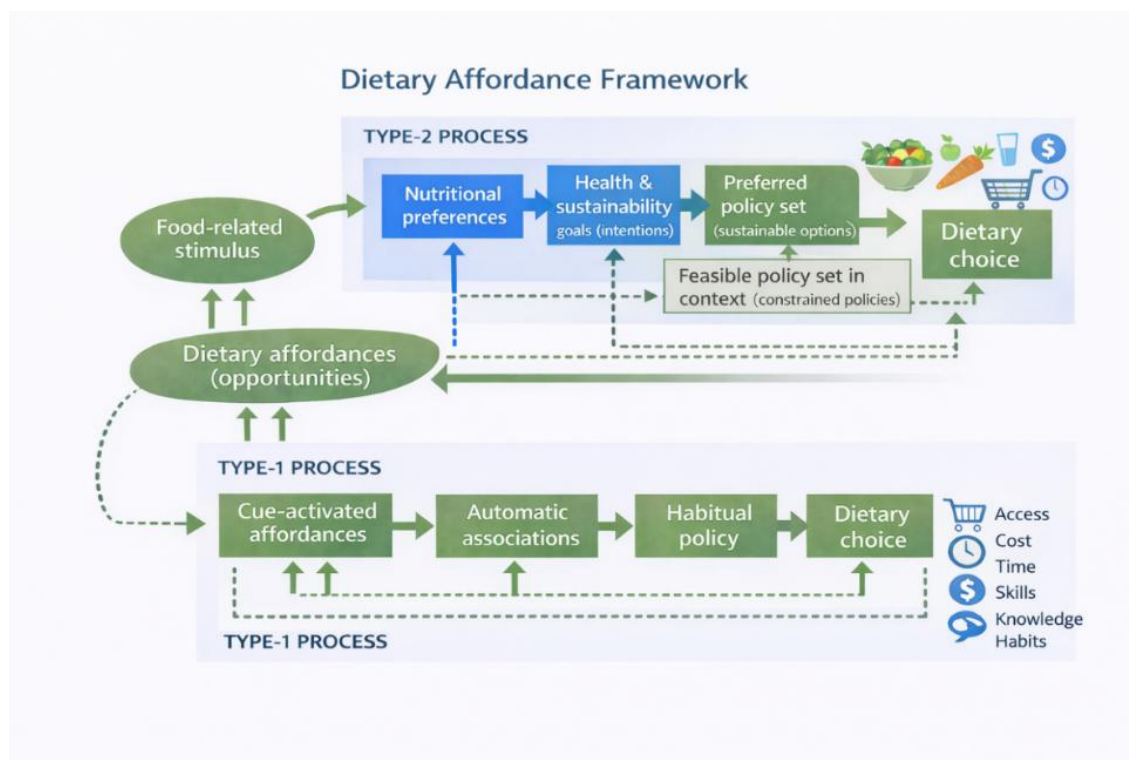 Dietary Affordance Framework
TYPE-2 PROCESS
Nutritional
preferences
Health &
sustainability
goals (intentions)
Preferred
policy set
(sustainable options)
$
Food-related
stimulus
Dietary
choice
Feasible policy set in
context (constrained policies)
Dietary affordances
(opportunities)
TYPE-1 PROCESS
Cue-activated
affordances
Automatic
associations
Habitual
policy
Dietary
choice
Access
Cost
Time
$
Skills
Knowledge
Habits
TYPE-1 PROCESS